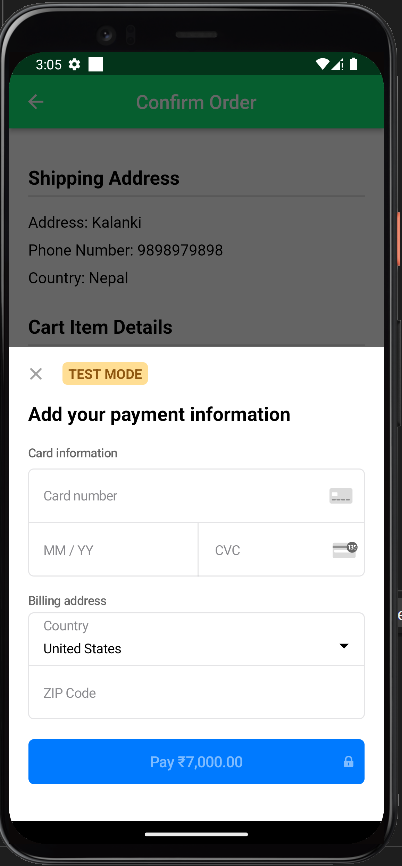 3:05
Confirm Order
Shipping Address
Address: Kalanki
Phone Number: 9898979898
Country: Nepal
Cart Item Details
TEST MODE
Add your payment information
Card information
Card number
MM / YY
CVC
Billing address
Country
United States
ZIP Code
Pay ₹7,000.00